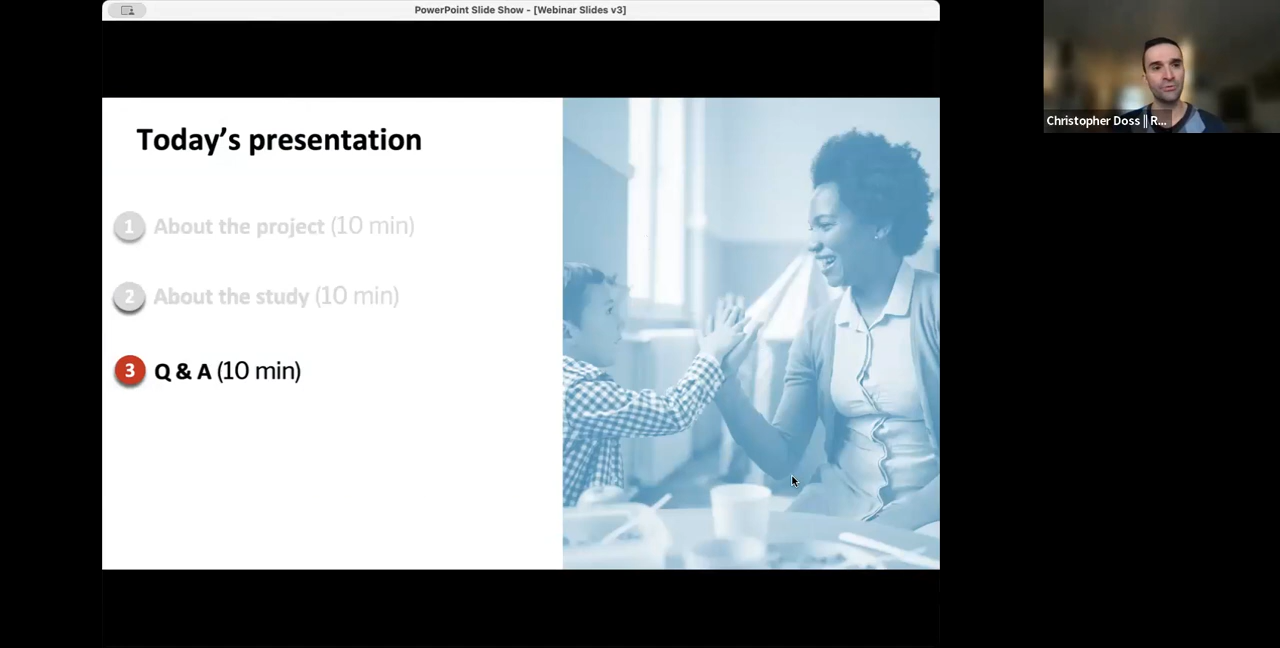 PowerPoint Slide Show - [Webinar Slides v3]
Today's presentation
1 About the project (10 min)
2 About the study (10 min)
3 Q & A (10 min)
Christopher Doss || R...